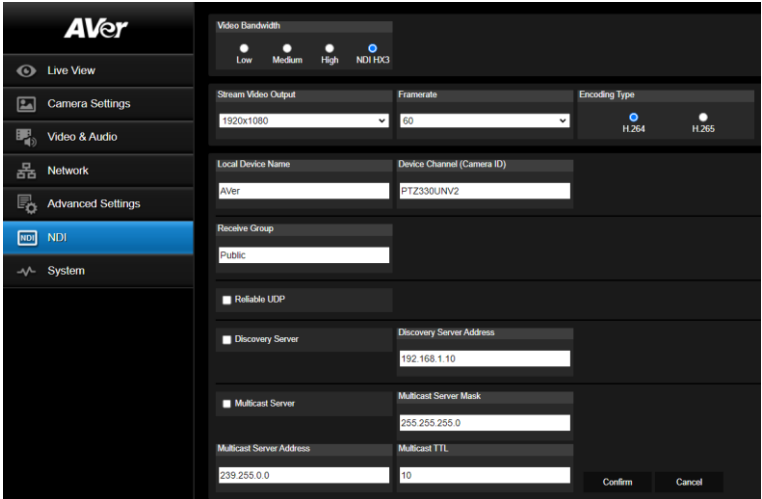 AVer
Live View
Camera Settings
Video & Audio
Network
Advanced Settings
NDI NDI
System
Video Bandwidth
Low Medium High NDI HX3
Stream Video Output Framerate Encoding Type
1920x1080 60 H.264 H.265
Local Device Name Device Channel (Camera ID)
AVer PTZ330UNV2
Receive Group
Public
Reliable UDP
Discovery Server Discovery Server Address
192.168.1.10
Multicast Server Multicast Server Mask
255.255.255.0
Multicast Server Address Multicast TTL
239.255.0.0 10 Confirm Cancel